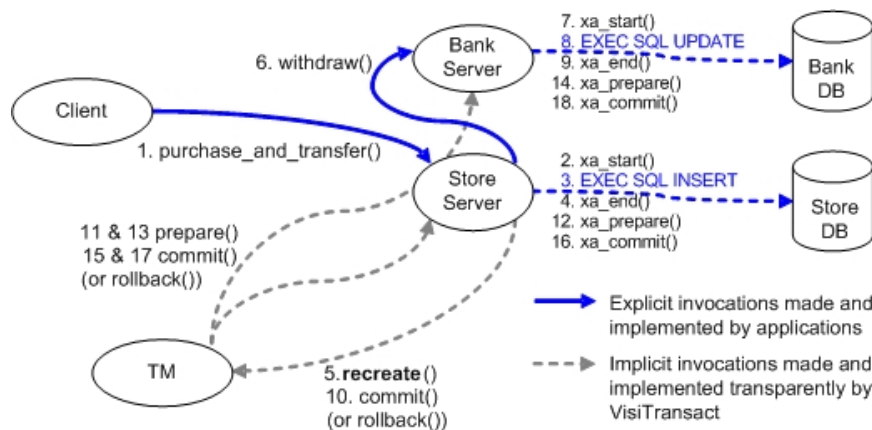 7. xa_start()
8. EXEC SQL UPDATE
9. xa_end()
14. xa_prepare()
18. xa_commit()
Bank
Server
Bank
DB
6. withdraw()
Client
1. purchase_and_transfer()
2. xa_start()
3. EXEC SQL INSERT
4. xa_end()
12. xa_prepare()
16. xa_commit()
Store
Server
Store
DB
11 & 13 prepare()
15 & 17 commit()
(or rollback())
TM
5. recreate()
10. commit()
(or rollback())
Explicit invocations made and
implemented by applications
Implicit invocations made and
implemented transparently by
VisiTransact